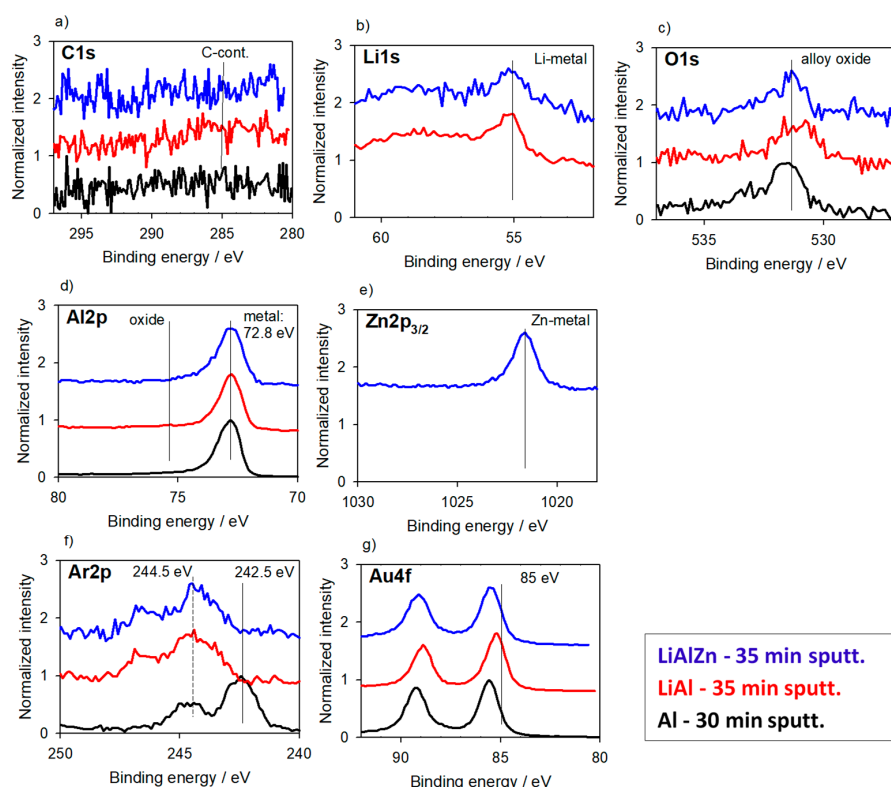 a)
C1s
C-cont.
Normalized intensity
3
2
1
0
295
290
285
280
Binding energy / eV
b)
Li1s
Li-metal
Normalized intensity
3
2
1
0
60
55
Binding energy / eV
c)
O1s
alloy oxide
Normalized intensity
3
2
1
0
535
530
Binding energy / eV
d)
Al2p
oxide
metal:
72.8 eV
Normalized intensity
3
2
1
0
80
75
70
Binding energy / eV
e)
Zn2p3/2
Zn-metal
Normalized intensity
3
2
1
0
1030
1025
1020
Binding energy / eV
f)
Ar2p
244.5 eV
242.5 eV
Normalized intensity
3
2
1
0
250
245
240
Binding energy / eV
g)
Au4f
85 eV
Normalized intensity
3
2
1
0
90
85
80
Binding energy / eV
LiAlZn - 35 min sputt.
LiAl - 35 min sputt.
Al - 30 min sputt.